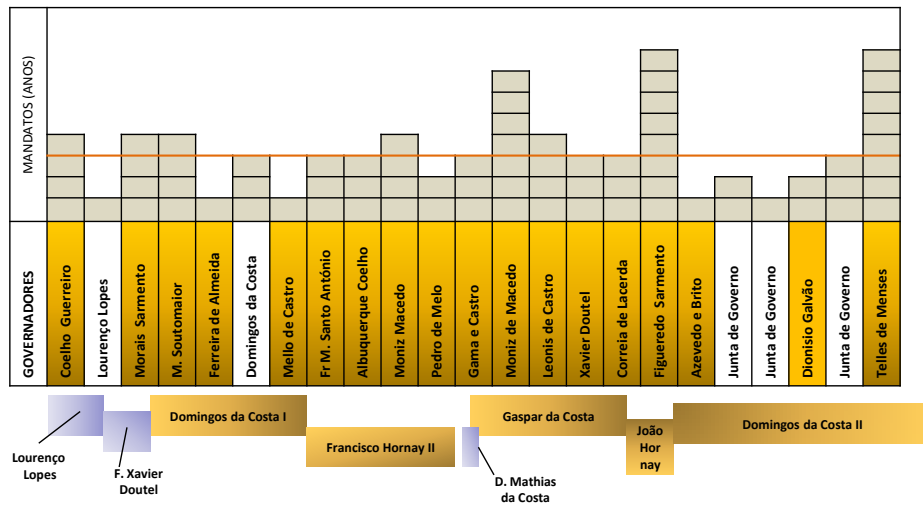 MANDATOS (ANOS)
GOVERNADORES
Coelho Guerreiro
Lourenço Lopes
Morais Sarmento
M. Soutomaior
Ferreira de Almeida
Domingos da Costa
Mello de Castro
Fr M. Santo António
Albuquerque Coelho
Moniz Macedo
Pedro de Melo
Gama e Castro
Moniz de Macedo
Leonis de Castro
Xavier Doutel
Correia de Lacerda
Figueredo Sarmento
Azevedo e Brito
Junta de Governo
Junta de Governo
Dionisio Galvão
Junta de Governo
Telles de Menses
Lourenço
Lopes
F. Xavier
Doutel
Domingos da Costa I
Francisco Hornay II
D. Mathias
da Costa
Gaspar da Costa
João
Hor
nay
Domingos da Costa II